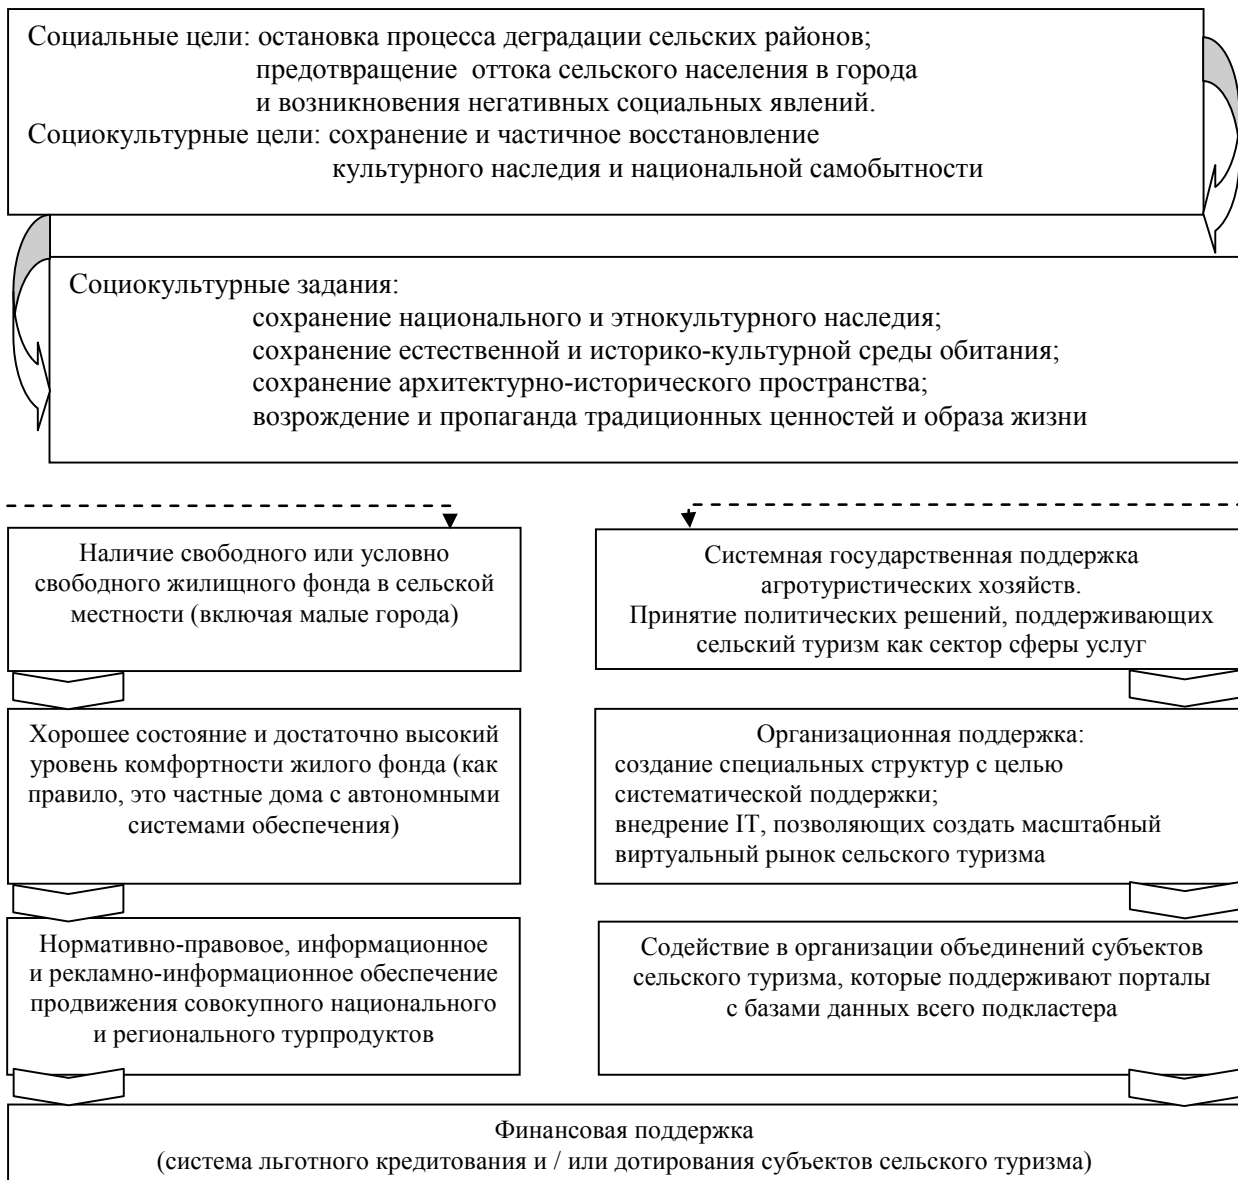 Социальные цели: остановка процесса деградации сельских районов;
предотвращение оттока сельского населения в города
и возникновения негативных социальных явлений.
Социокультурные цели: сохранение и частичное восстановление
культурного наследия и национальной самобытности
Социокультурные задания:
сохранение национального и этнокультурного наследия;
сохранение естественной и историко-культурной среды обитания;
сохранение архитектурно-исторического пространства;
возрождение и пропаганда традиционных ценностей и образа жизни
Наличие свободного или условно
свободного жилищного фонда в сельской
местности (включая малые города)
Хорошее состояние и достаточно высокий
уровень комфортности жилого фонда (как
правило, это частные дома с автономными
системами обеспечения)
Нормативно-правовое, информационное
и рекламно-информационное обеспечение
продвижения совокупного национального
и регионального турпродуктов
Системная государственная поддержка
агротуристических хозяйств.
Принятие политических решений, поддерживающих
сельский туризм как сектор сферы услуг
Организационная поддержка:
создание специальных структур с целью
систематической поддержки;
внедрение IT, позволяющих создать масштабный
виртуальный рынок сельского туризма
Содействие в организации объединений субъектов
сельского туризма, которые поддерживают порталы
с базами данных всего подкластера
Финансовая поддержка
(система льготного кредитования и / или дотирования субъектов сельского туризма)